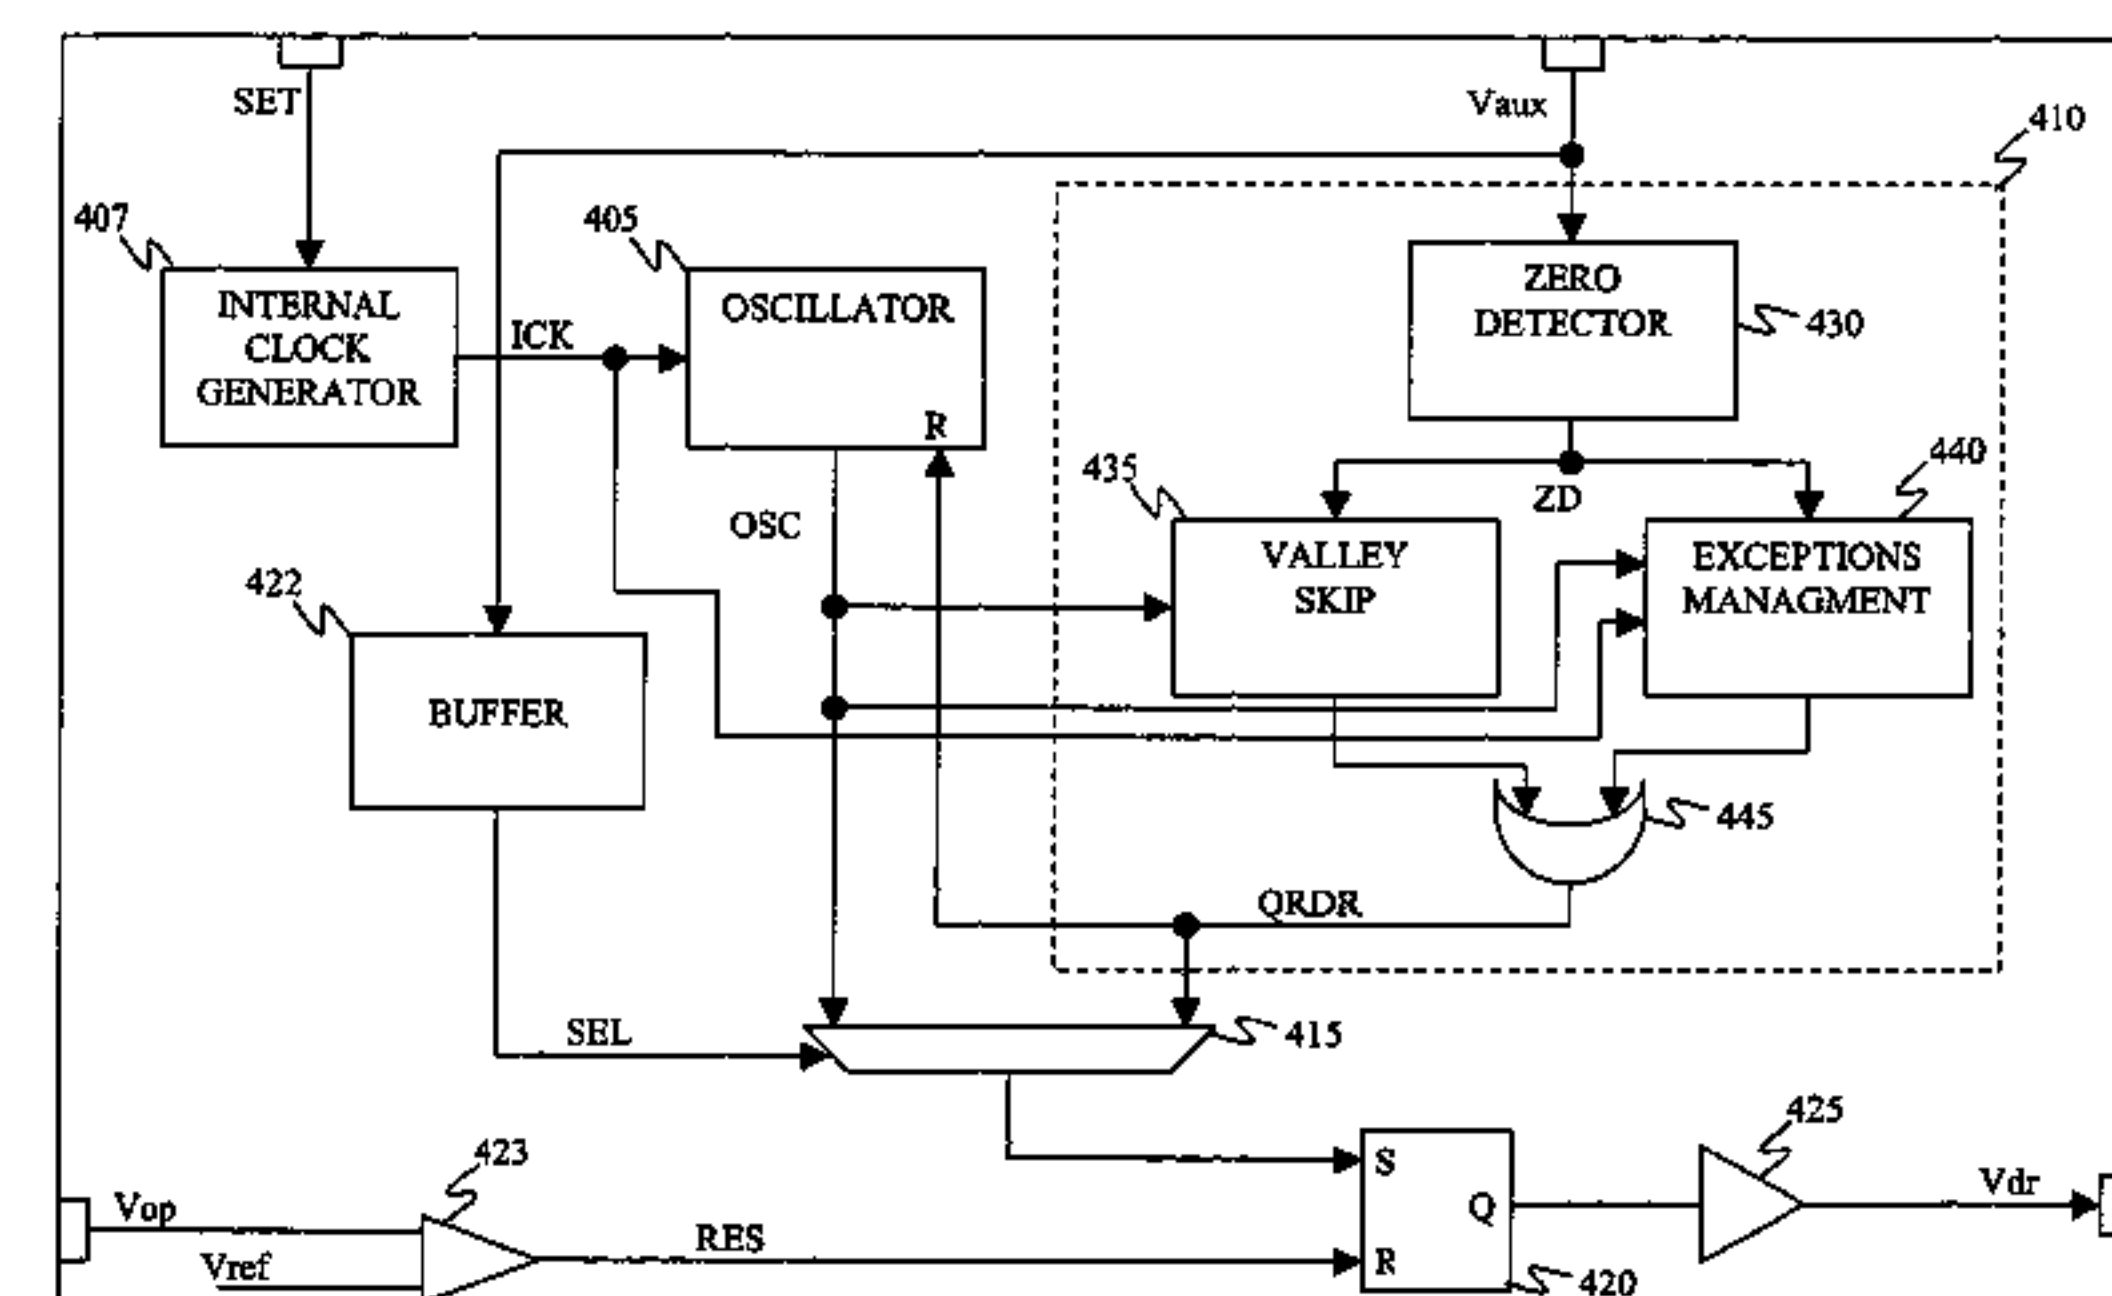 SET
Vaux
410
407
405
INTERNAL
CLOCK
GENERATOR
ICK
OSCILLATOR
R
ZERO
DETECTOR
430
435
440
ZD
OSC
VALLEY
SKIP
EXCEPTIONS
MANAGMENT
422
BUFFER
445
QRDR
SEL
415
423
425
Vop
Vref
RES
S
Q
R
420
Vdr